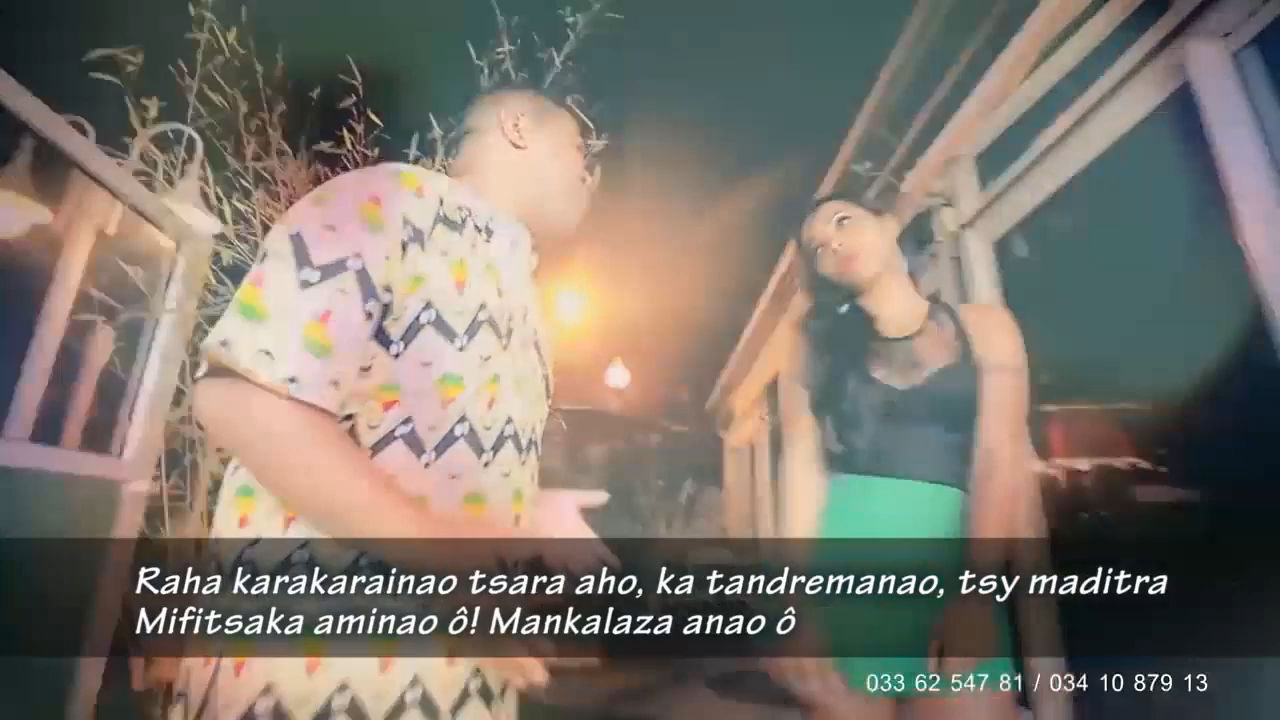 Raha karakarainao tsara aho, ka tandremanao, tsy maditra
Mifitsaka aminao ô! Mankalaza anao ô
033 62 547 81 / 034 10 879 13